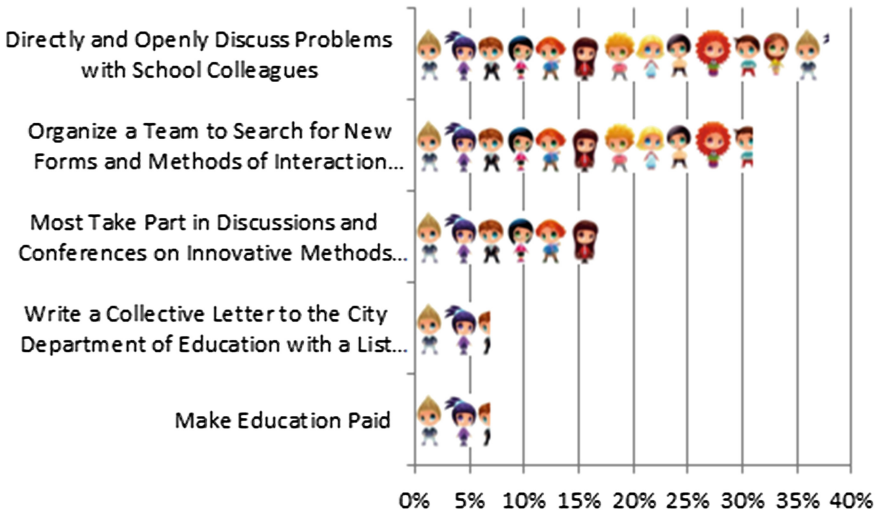 Directly and Openly Discuss Problems
with School Colleagues
Organize a Team to Search for New
Forms and Methods of Interaction...
Most Take Part in Discussions and
Conferences on Innovative Methods...
Write a Collective Letter to the City
Department of Education with a List...
Make Education Paid
0% 5% 10% 15% 20% 25% 30% 35% 40%